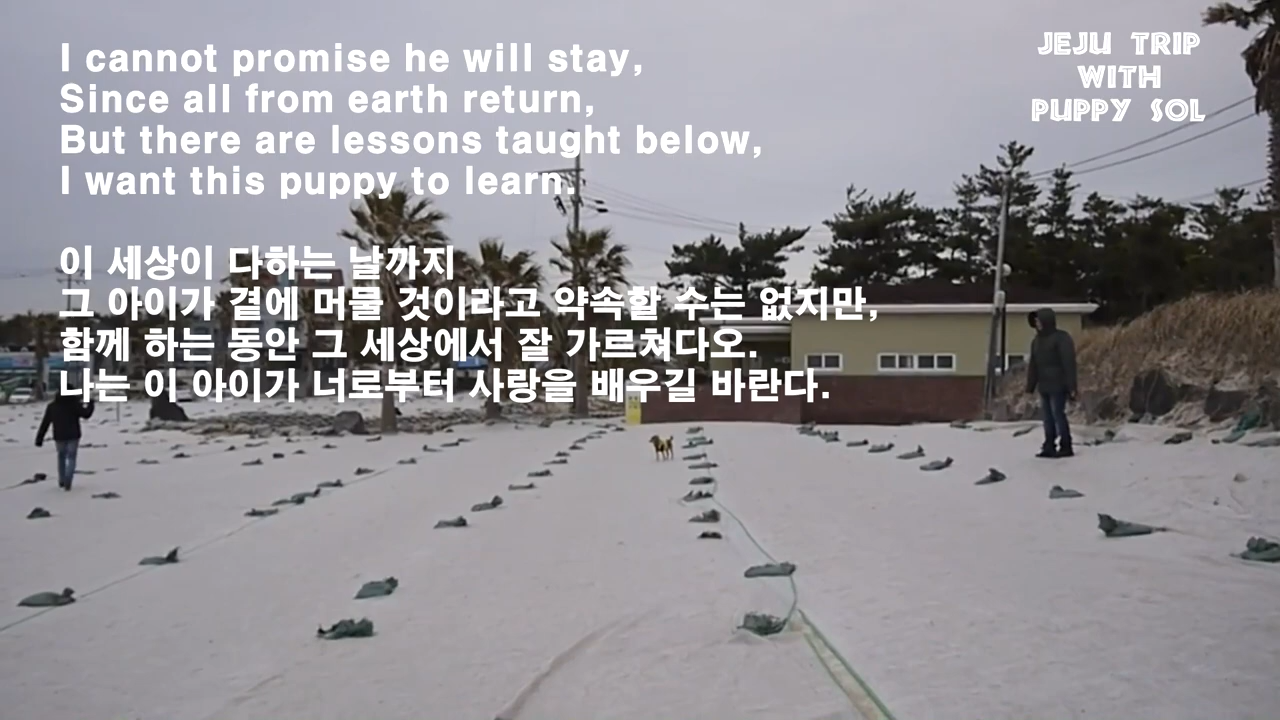 I cannot promise he will stay,
Since all from earth return,
But there are lessons taught below,
I want this puppy to learn.
이 세상이 다하는 날까지
그 아이가 곁에 머물 것이라고 약속할 수는 없지만,
함께 하는 동안 그 세상에서 잘 가르쳐다오.
나는 이 아이가 너로부터 사랑을 배우길 바란다.
JEJU TRIP
WITH
PUPPY SOL